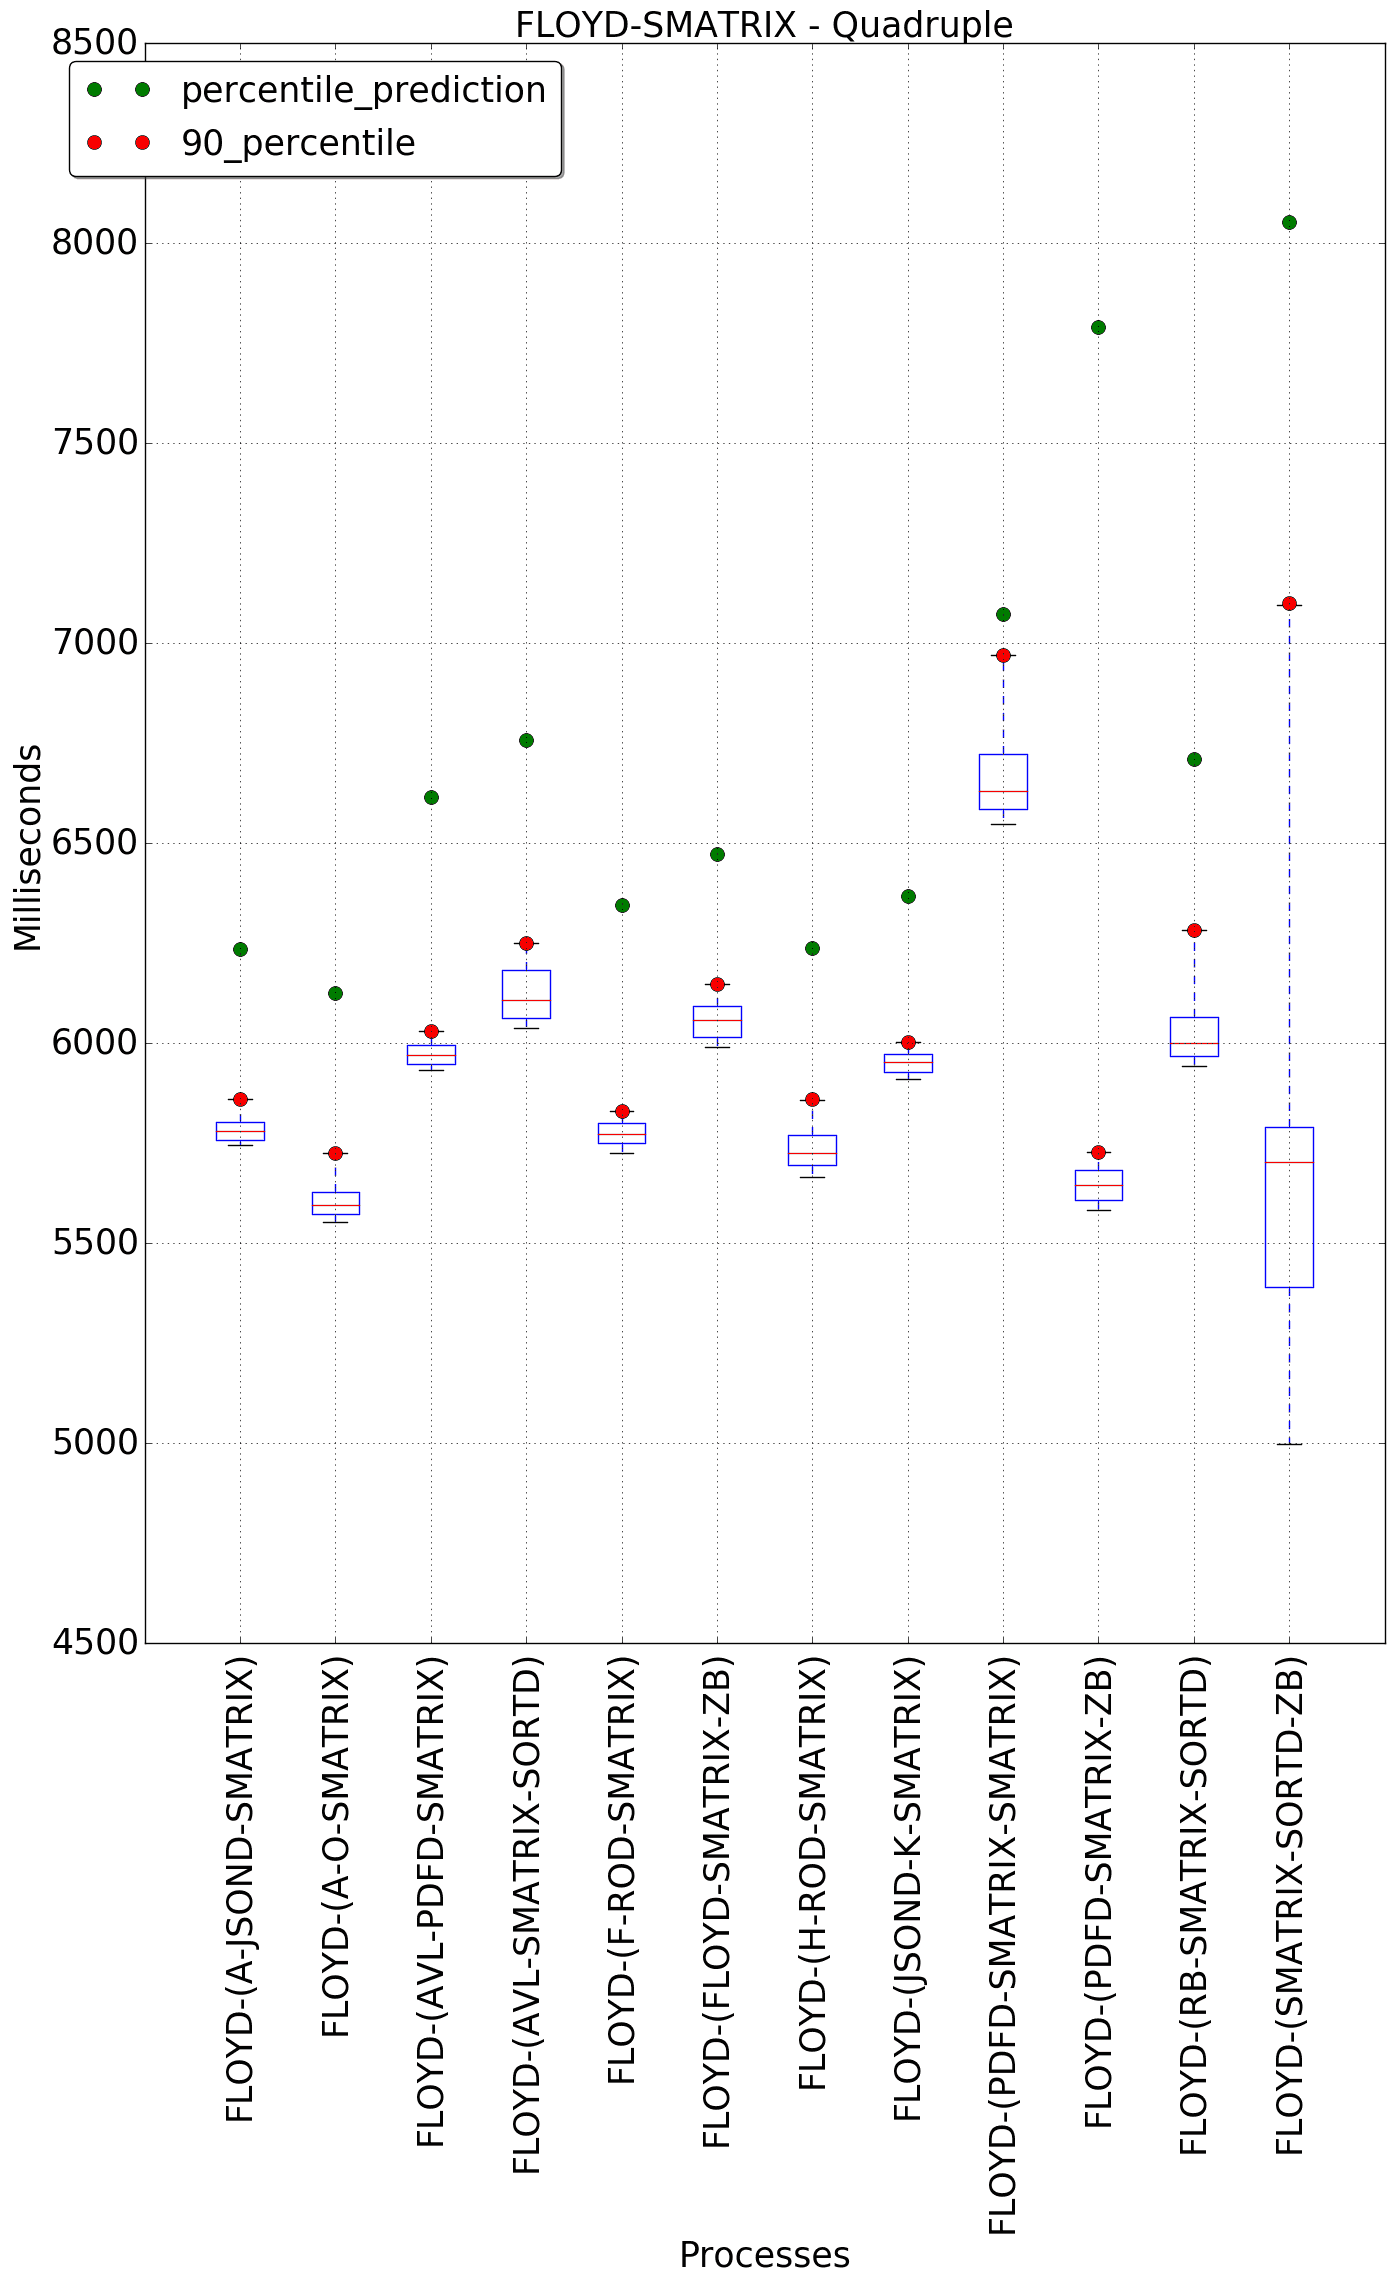 FLOYD-SMATRIX - Quadruple
percentile_prediction
90_percentile
8500
8000
7500
7000
6500
6000
5500
5000
4500
Milliseconds
FLOYD-(A-JSOND-SMATRIX)
FLOYD-(A-O-SMATRIX)
FLOYD-(AVL-PDFD-SMATRIX)
FLOYD-(AVL-SMATRIX-SORTD)
FLOYD-(F-ROD-SMATRIX)
FLOYD-(FLOYD-SMATRIX-ZB)
FLOYD-(H-ROD-SMATRIX)
FLOYD-(JSOND-K-SMATRIX)
FLOYD-(PDFD-SMATRIX-SMATRIX)
FLOYD-(PDFD-SMATRIX-ZB)
FLOYD-(RB-SMATRIX-SORTD)
FLOYD-(SMATRIX-SORTD-ZB)
Processes